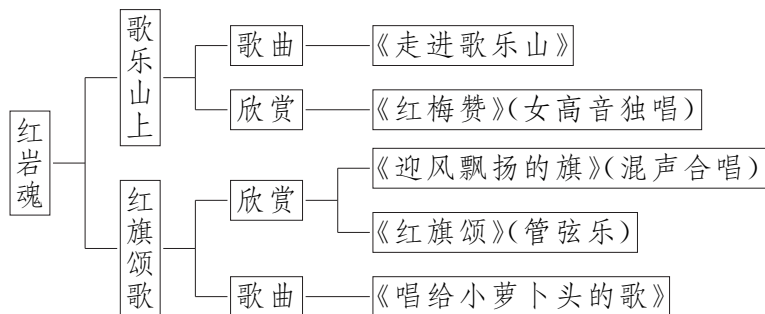 红岩魂
歌乐山上
歌曲
《走进歌乐山》
欣赏
《红梅赞》(女高音独唱)
红旗颂歌
欣赏
《迎风飘扬的旗》(混声合唱)
《红旗颂》(管弦乐)
歌曲
《唱给小萝卜头的歌》